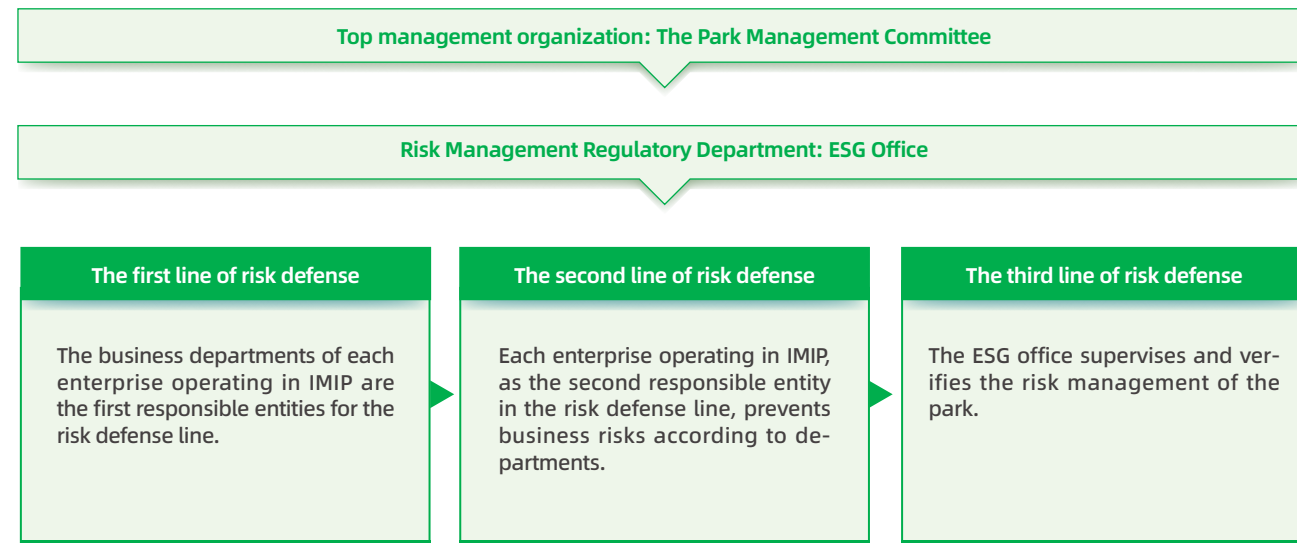 Top management organization: The Park Management Committee
Risk Management Regulatory Department: ESG Office
The first line of risk defense
The business departments of each
enterprise operating in IMIP are
the first responsible entities for the
risk defense line.
The second line of risk defense
Each enterprise operating in IMIP,
as the second responsible entity
in the risk defense line, prevents
business risks according to de-
partments.
The third line of risk defense
The ESG office supervises and ver-
ifies the risk management of the
park.